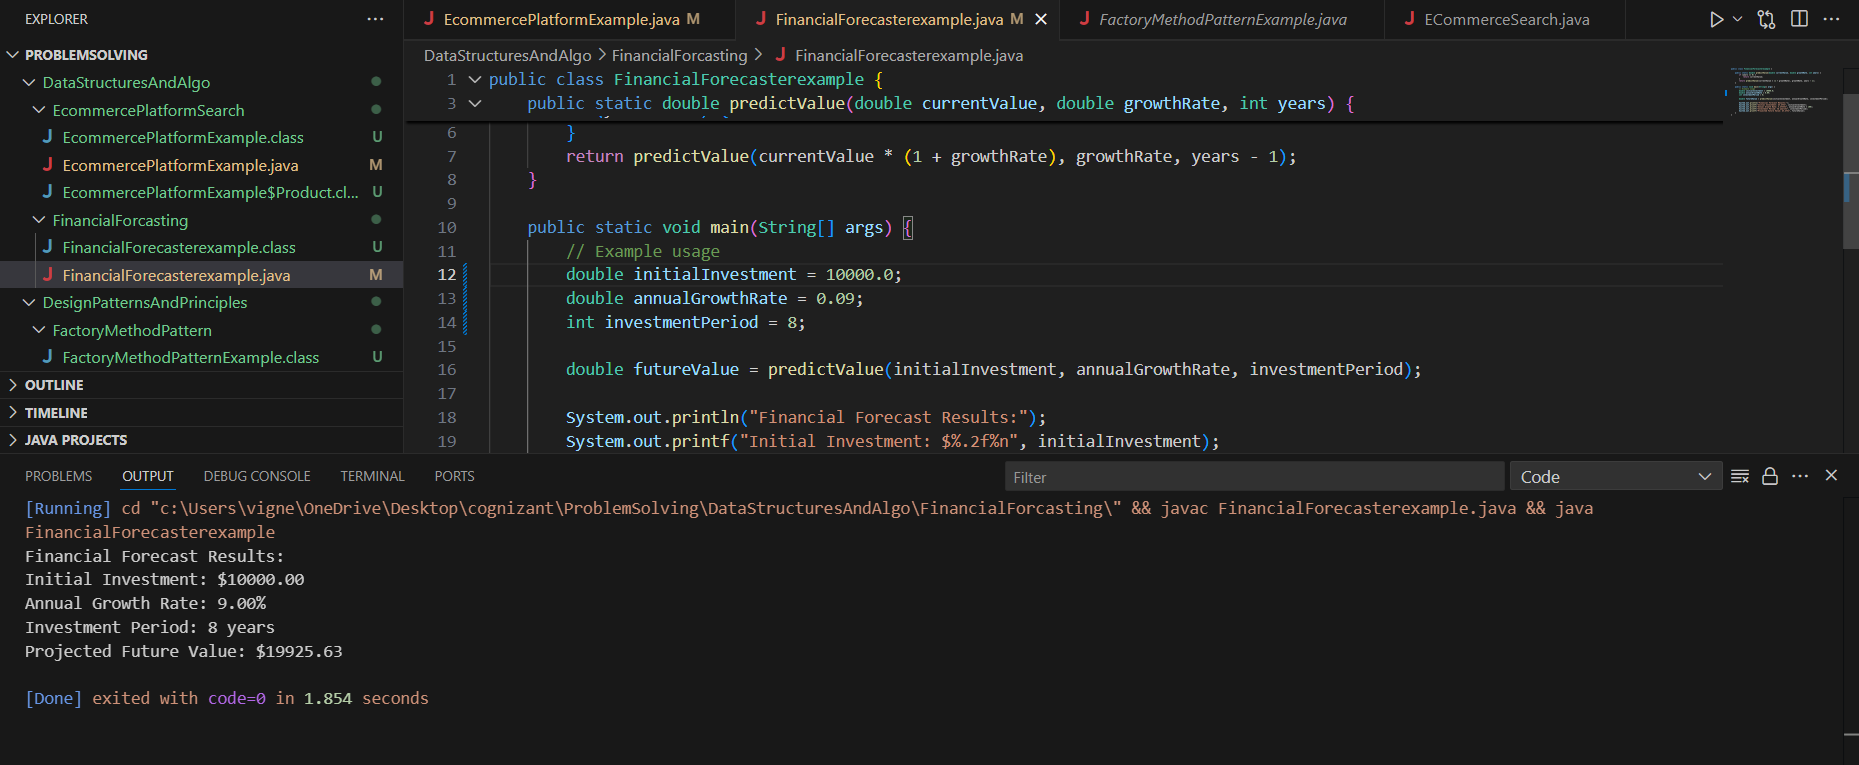 EXPLORER
PROBLEMSOLVING
DataStructuresAndAlgo
EcommercePlatformSearch
J EcommercePlatformExample.class U
J EcommercePlatformExample.java M
J EcommercePlatformExample$Product.cl... U
FinancialForcasting
J FinancialForecasterexample.class U
J FinancialForecasterexample.java M
DesignPatternsAndPrinciples
FactoryMethodPattern
J FactoryMethodPatternExample.class U
OUTLINE
TIMELINE
JAVA PROJECTS
J EcommercePlatformExample.java M
J FinancialForecasterexample.java M
J FactoryMethodPatternExample.java
J ECommerceSearch.java
DataStructuresAndAlgo > FinancialForcasting > J FinancialForecasterexample.java
1 public class FinancialForecasterexample {
3 public static double predictValue(double currentValue, double growthRate, int years) {
6 }
7 return predictValue(currentValue * (1 + growthRate), growthRate, years - 1);
8 }
9
10 public static void main(String[] args) {
11 // Example usage
12 double initialInvestment = 10000.0;
13 double annualGrowthRate = 0.09;
14 int investmentPeriod = 8;
15
16 double futureValue = predictValue(initialInvestment, annualGrowthRate, investmentPeriod);
17
18 System.out.println("Financial Forecast Results:");
19 System.out.printf("Initial Investment: $%.2f%n", initialInvestment);
PROBLEMS OUTPUT DEBUG CONSOLE TERMINAL PORTS Filter Code
[Running] cd "c:\Users\vigne\OneDrive\Desktop\cognizant\ProblemSolving\DataStructuresAndAlgo\FinancialForcasting\" && javac FinancialForecasterexample.java && java
FinancialForecasterexample
Financial Forecast Results:
Initial Investment: $10000.00
Annual Growth Rate: 9.00%
Investment Period: 8 years
Projected Future Value: $19925.63
[Done] exited with code=0 in 1.854 seconds